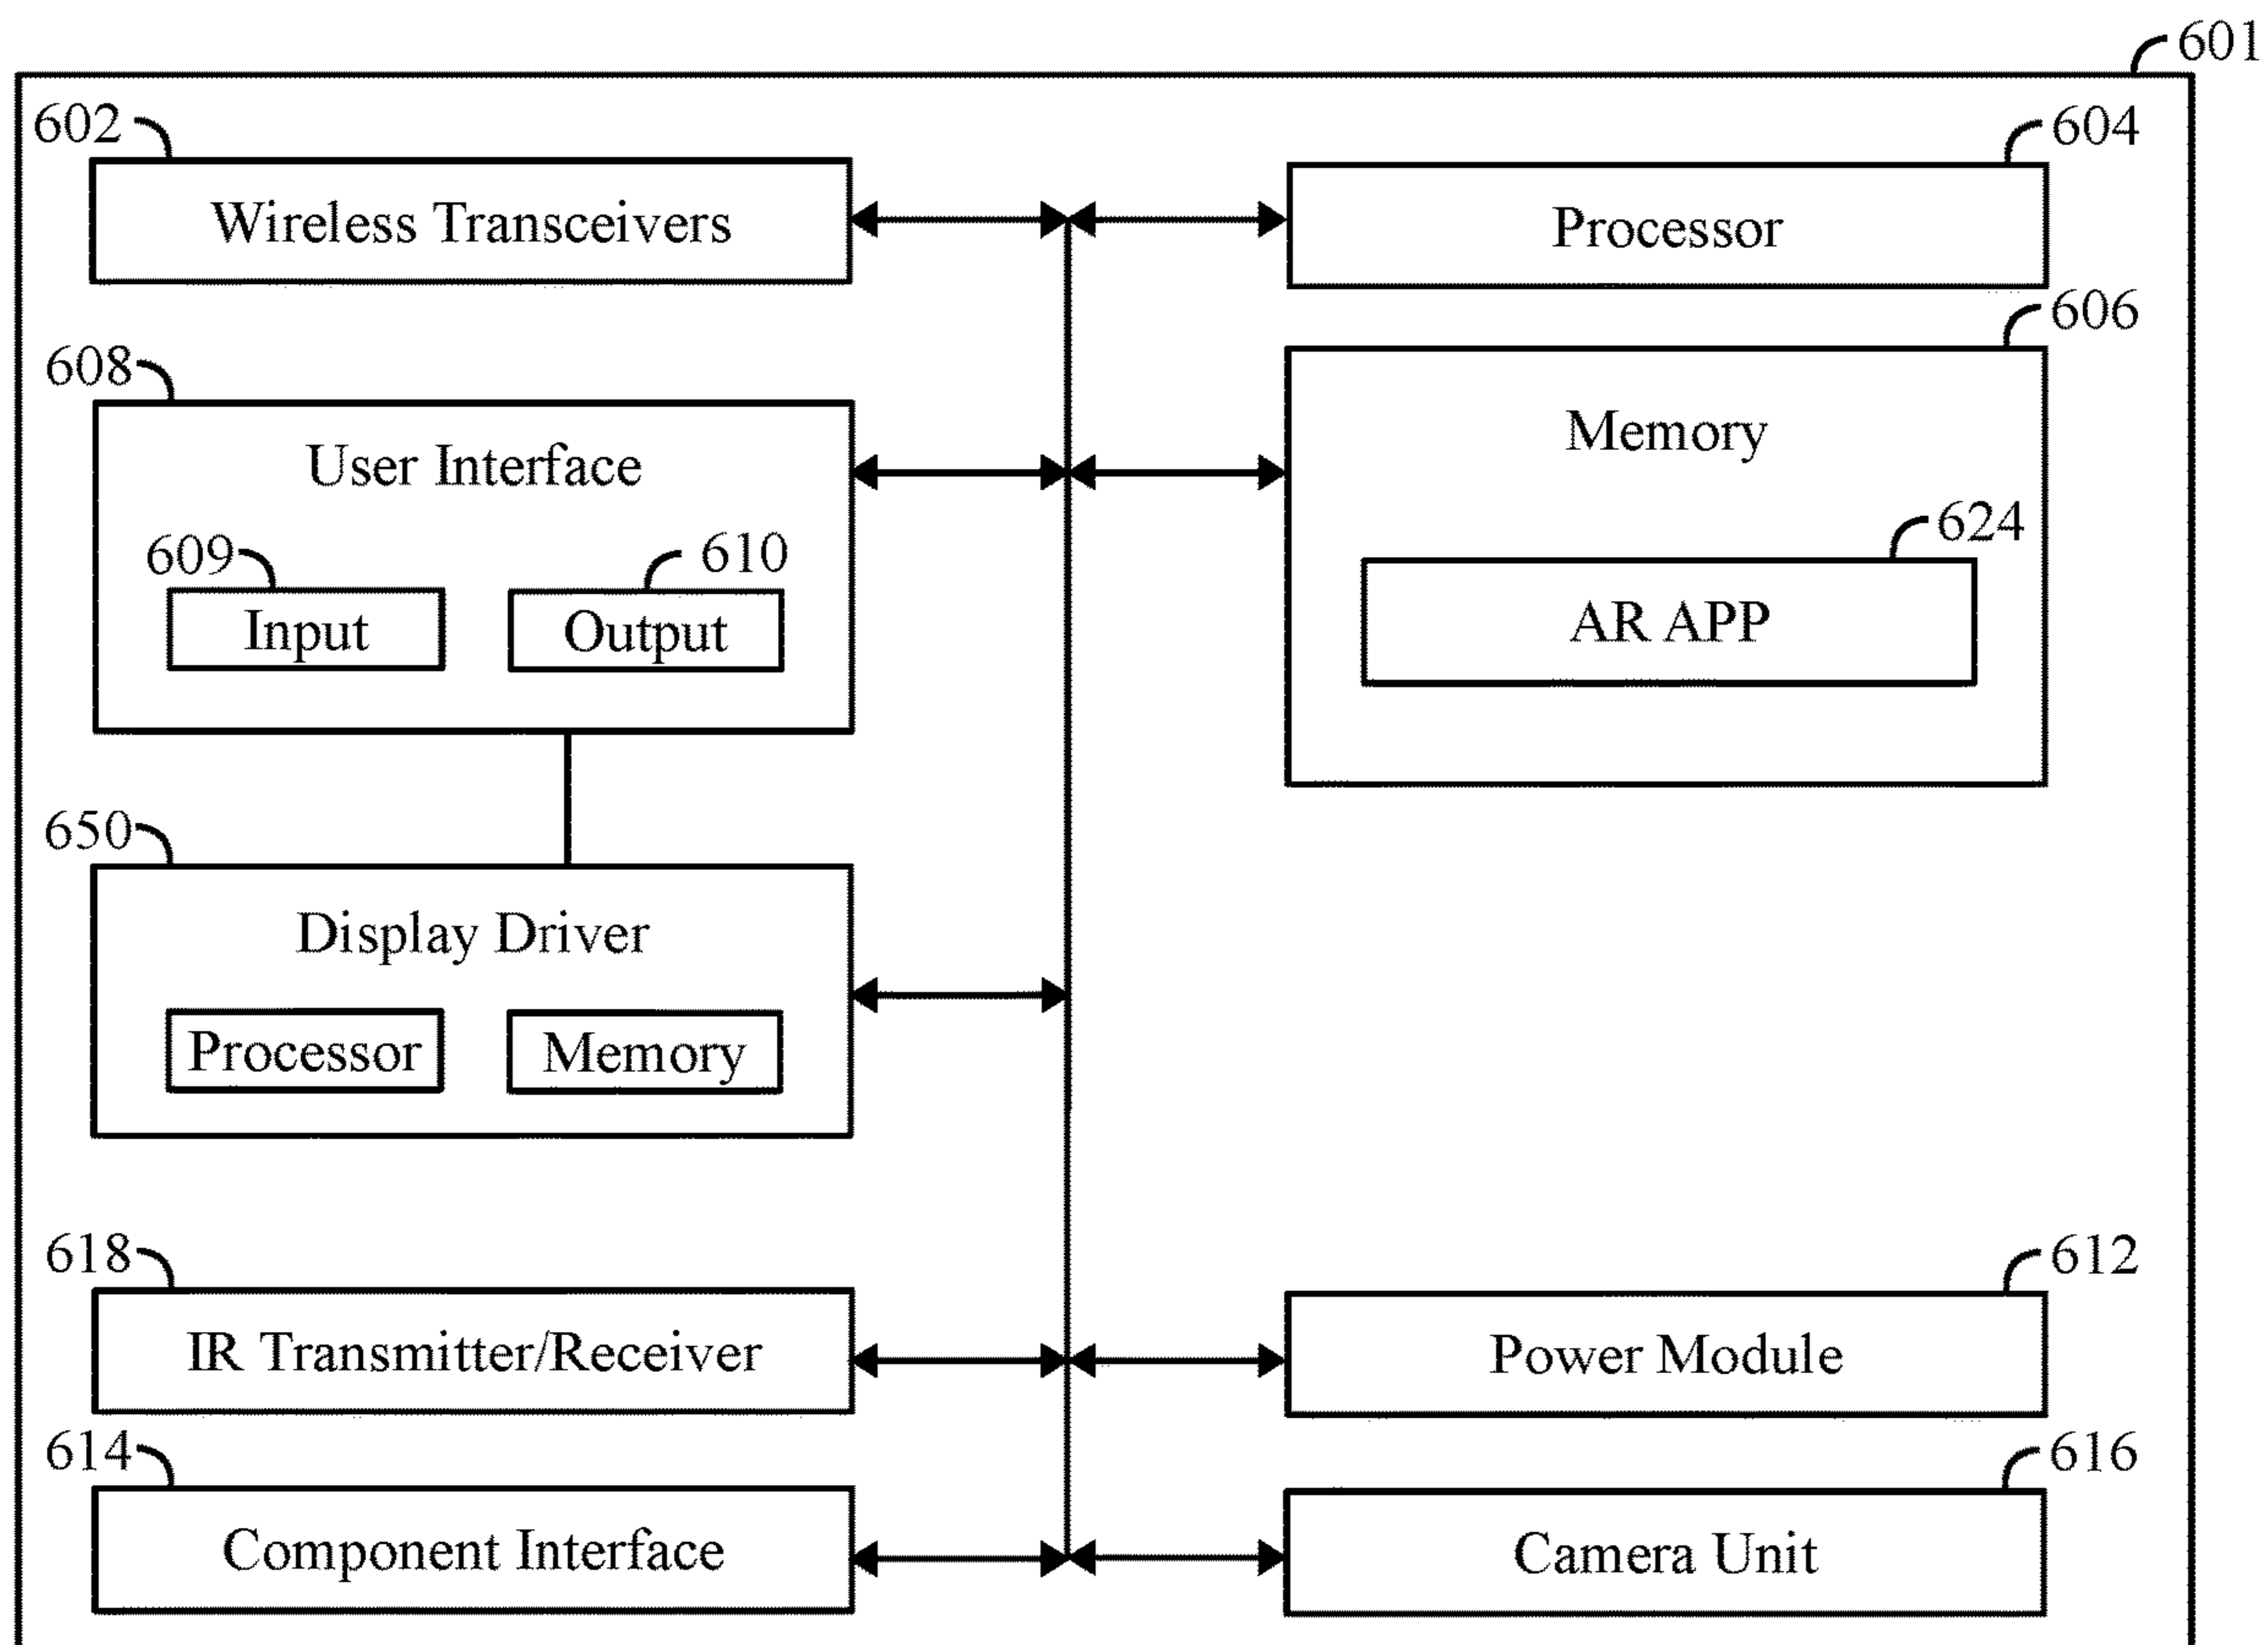 601
602
604
Wireless Transceivers
Processor
606
608
Memory
User Interface
624
609
610
AR APP
Input
Output
650
Display Driver
Processor
Memory
618
612
IR Transmitter/Receiver
Power Module
614
616
Component Interface
Camera Unit